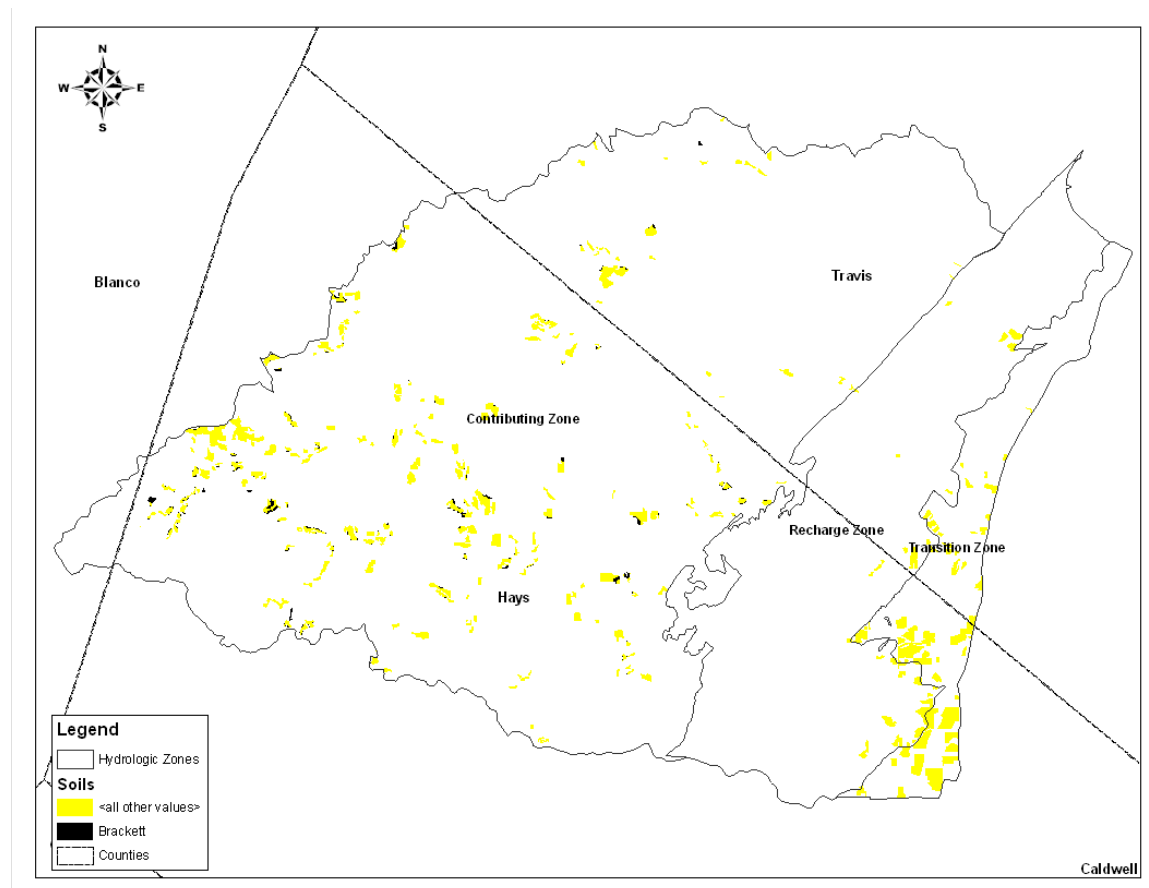 N
W E
S
Blanco
Travis
Contributing Zone
Recharge Zone
Transition Zone
Hays
Legend
Hydrologic Zones
Soils
<all other values>
Brackett
Counties
Caldwell